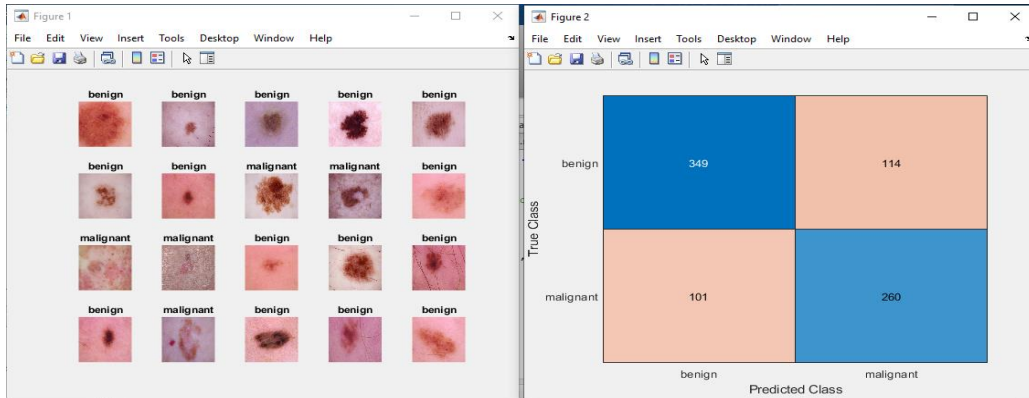 Figure 1
File Edit View Insert Tools Desktop Window Help
benign benign benign benign benign
benign benign malignant malignant benign
malignant malignant benign benign benign
benign malignant benign benign benign
Figure 2
File Edit View Insert Tools Desktop Window Help
True Class
benign 349 114
malignant 101 260
benign malignant
Predicted Class